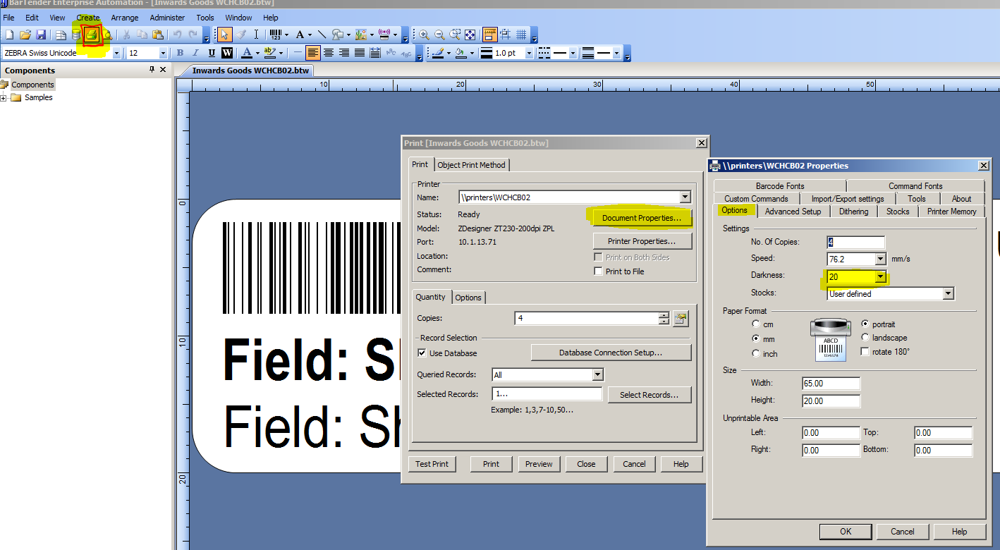 BarTender Enterprise Automation - [Inwards Goods WCHCB02.btw]
File Edit View Create Arrange Administer Tools Window Help
123 A
ZEBRA Swiss Unicode 12 B I U W A ab 1.0 pt
Components
Inwards Goods WCHCB02.btw
Components
Samples
10 20 30 40 50
0
10
20
Field: Sh
Field: Sh
Print [Inwards Goods WCHCB02.btw]
Print Object Print Method
Printer
Name: \\printers\WCHCB02
Status: Ready
Document Properties...
Model: ZDesigner ZT230-200dpi ZPL
Port: 10.1.13.71
Printer Properties...
Location:
Print on Both Sides
Comment:
Print to File
Quantity Options
Copies: 4
Record Selection
Use Database
Database Connection Setup...
Queried Records: All
Selected Records: 1...
Select Records...
Example: 1,3,7-10,50...
Test Print Print Preview Close Cancel Help
\\printers\WCHCB02 Properties
Barcode Fonts Command Fonts
Custom Commands Import/Export settings Tools About
Options Advanced Setup Dithering Stocks Printer Memory
Settings
No. Of Copies: 4
Speed: 76.2 mm/s
Darkness: 20
Stocks: User defined
Paper Format
cm
mm
inch
ABCD
12345678
portrait
landscape
rotate 180°
Size
Width: 65.00
Height: 20.00
Unprintable Area
Left: 0.00 Top: 0.00
Right: 0.00 Bottom: 0.00
OK Cancel Help